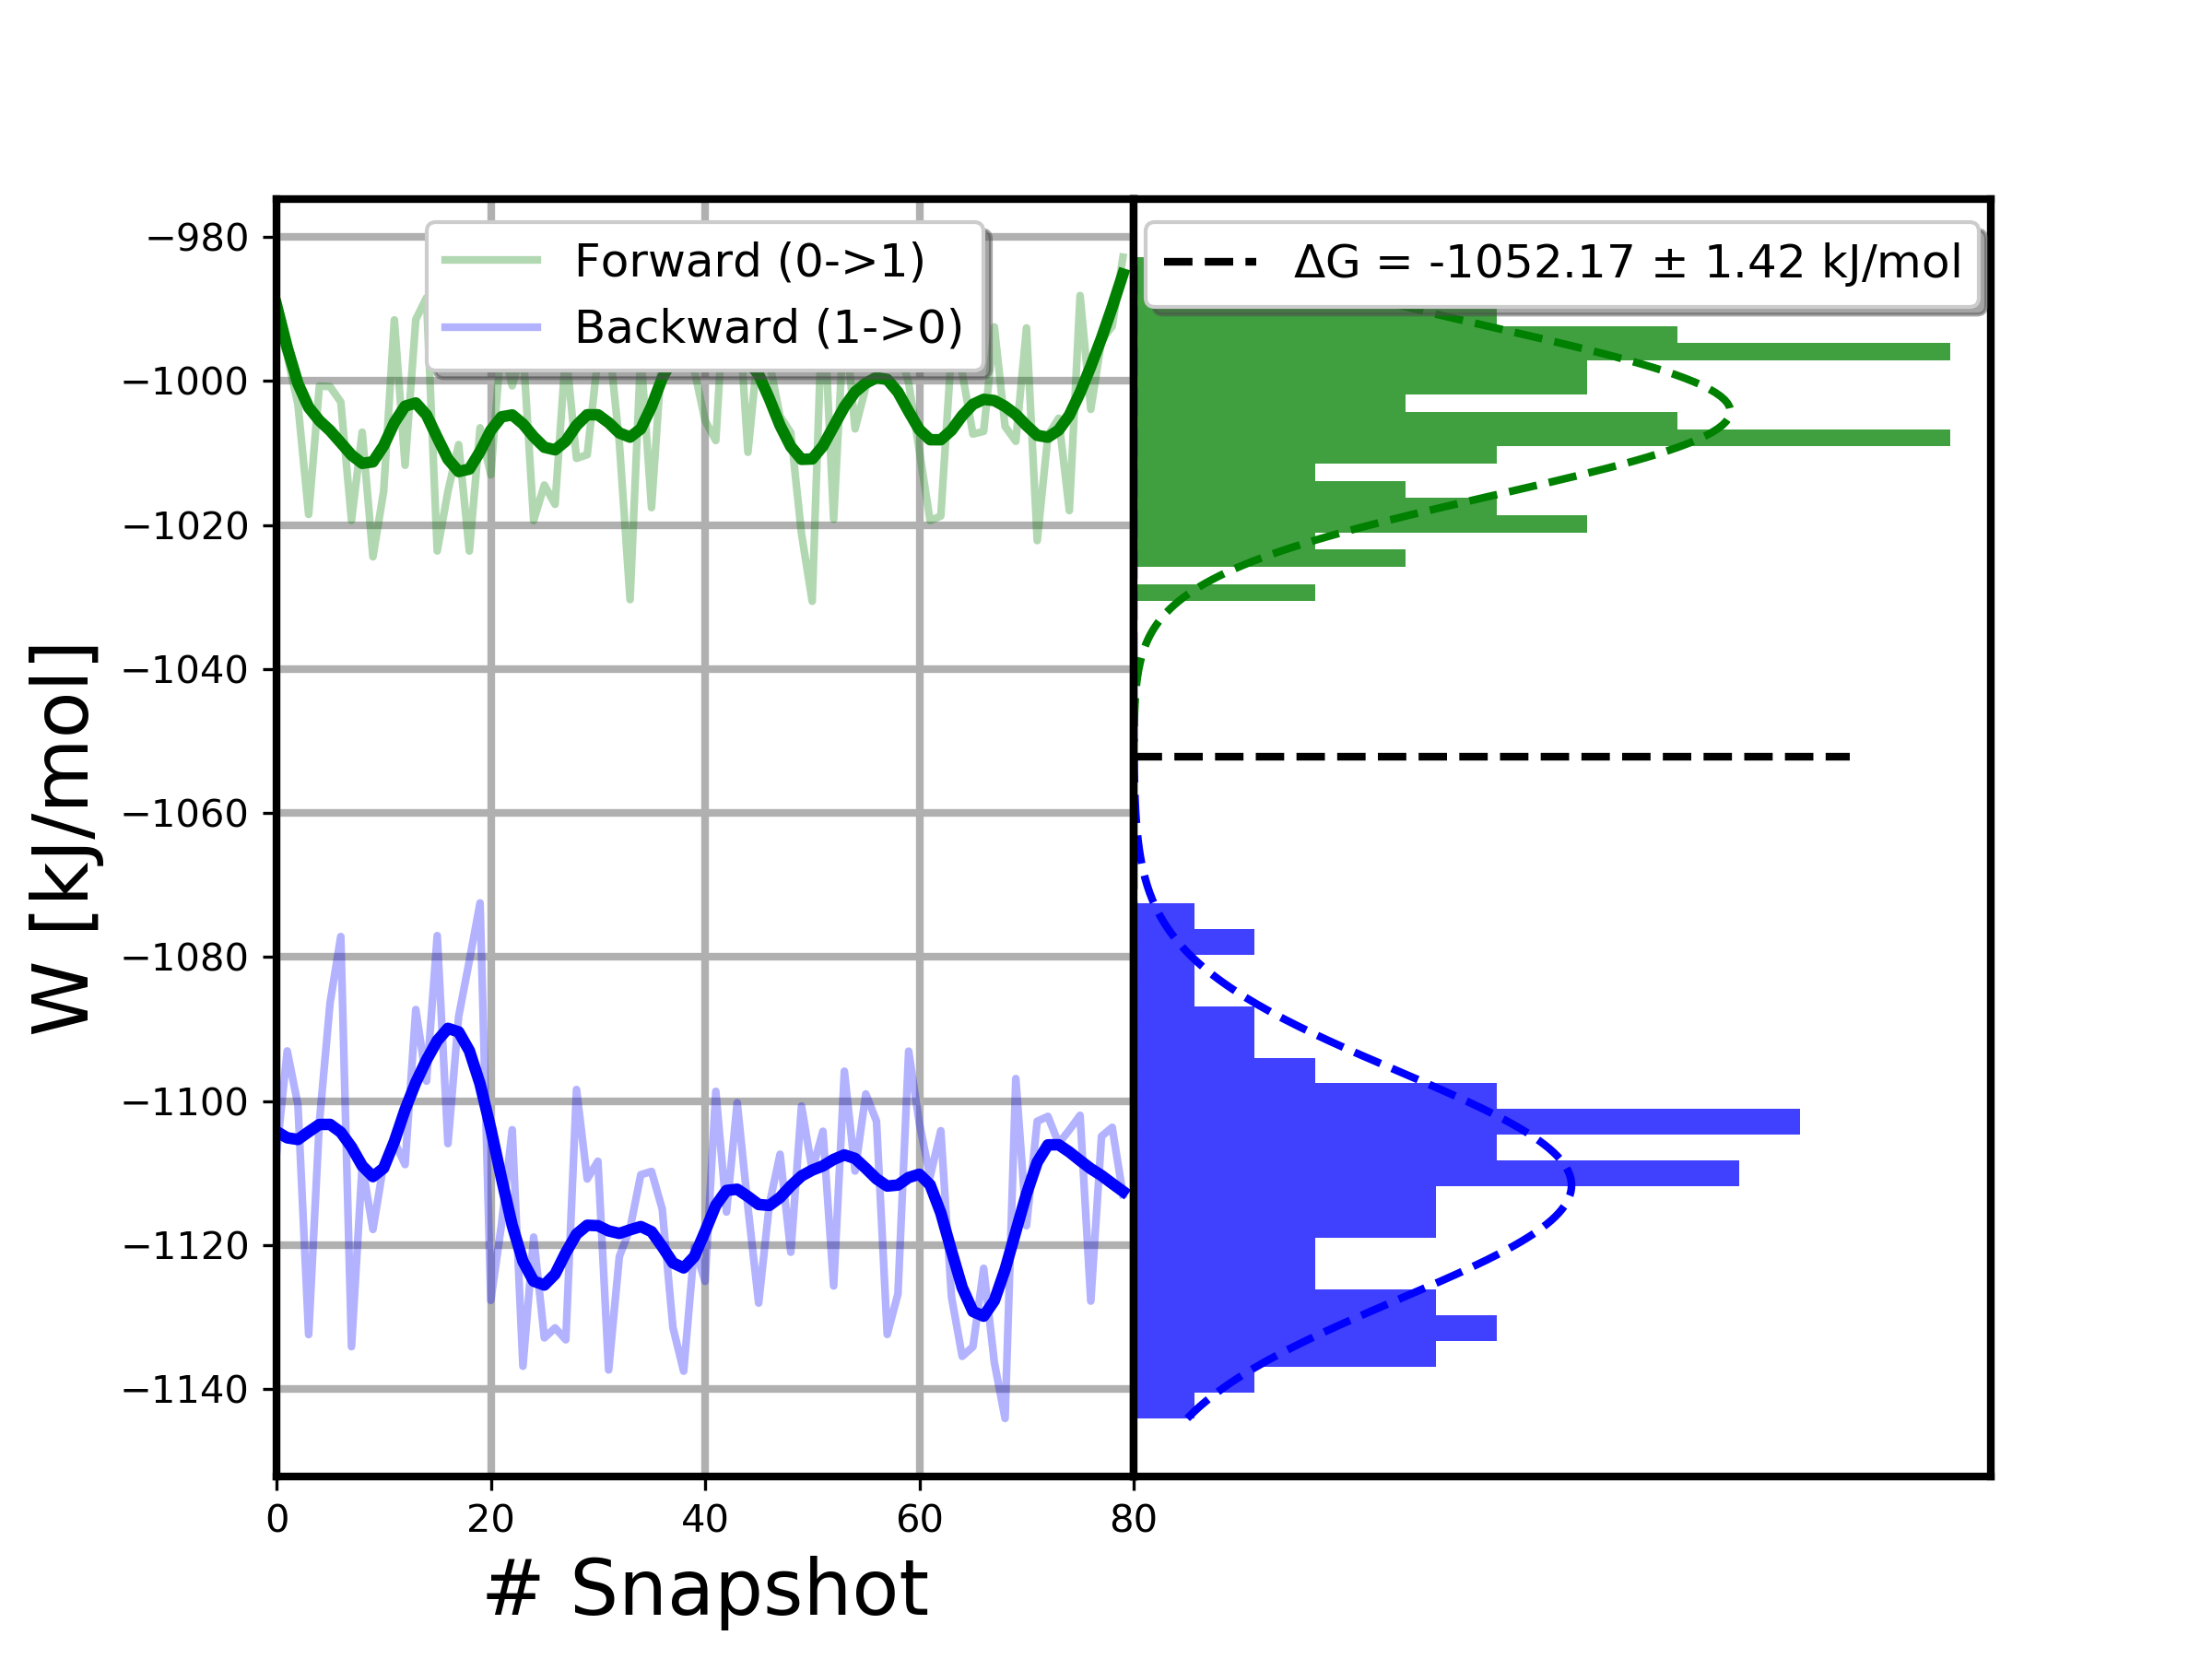 Forward (0->1)
Backward (1->0)
ΔG = -1052.17 ± 1.42 kJ/mol
−980
−1000
−1020
−1040
−1060
−1080
−1100
−1120
−1140
W [kJ/mol]
0 20 40 60 80
# Snapshot